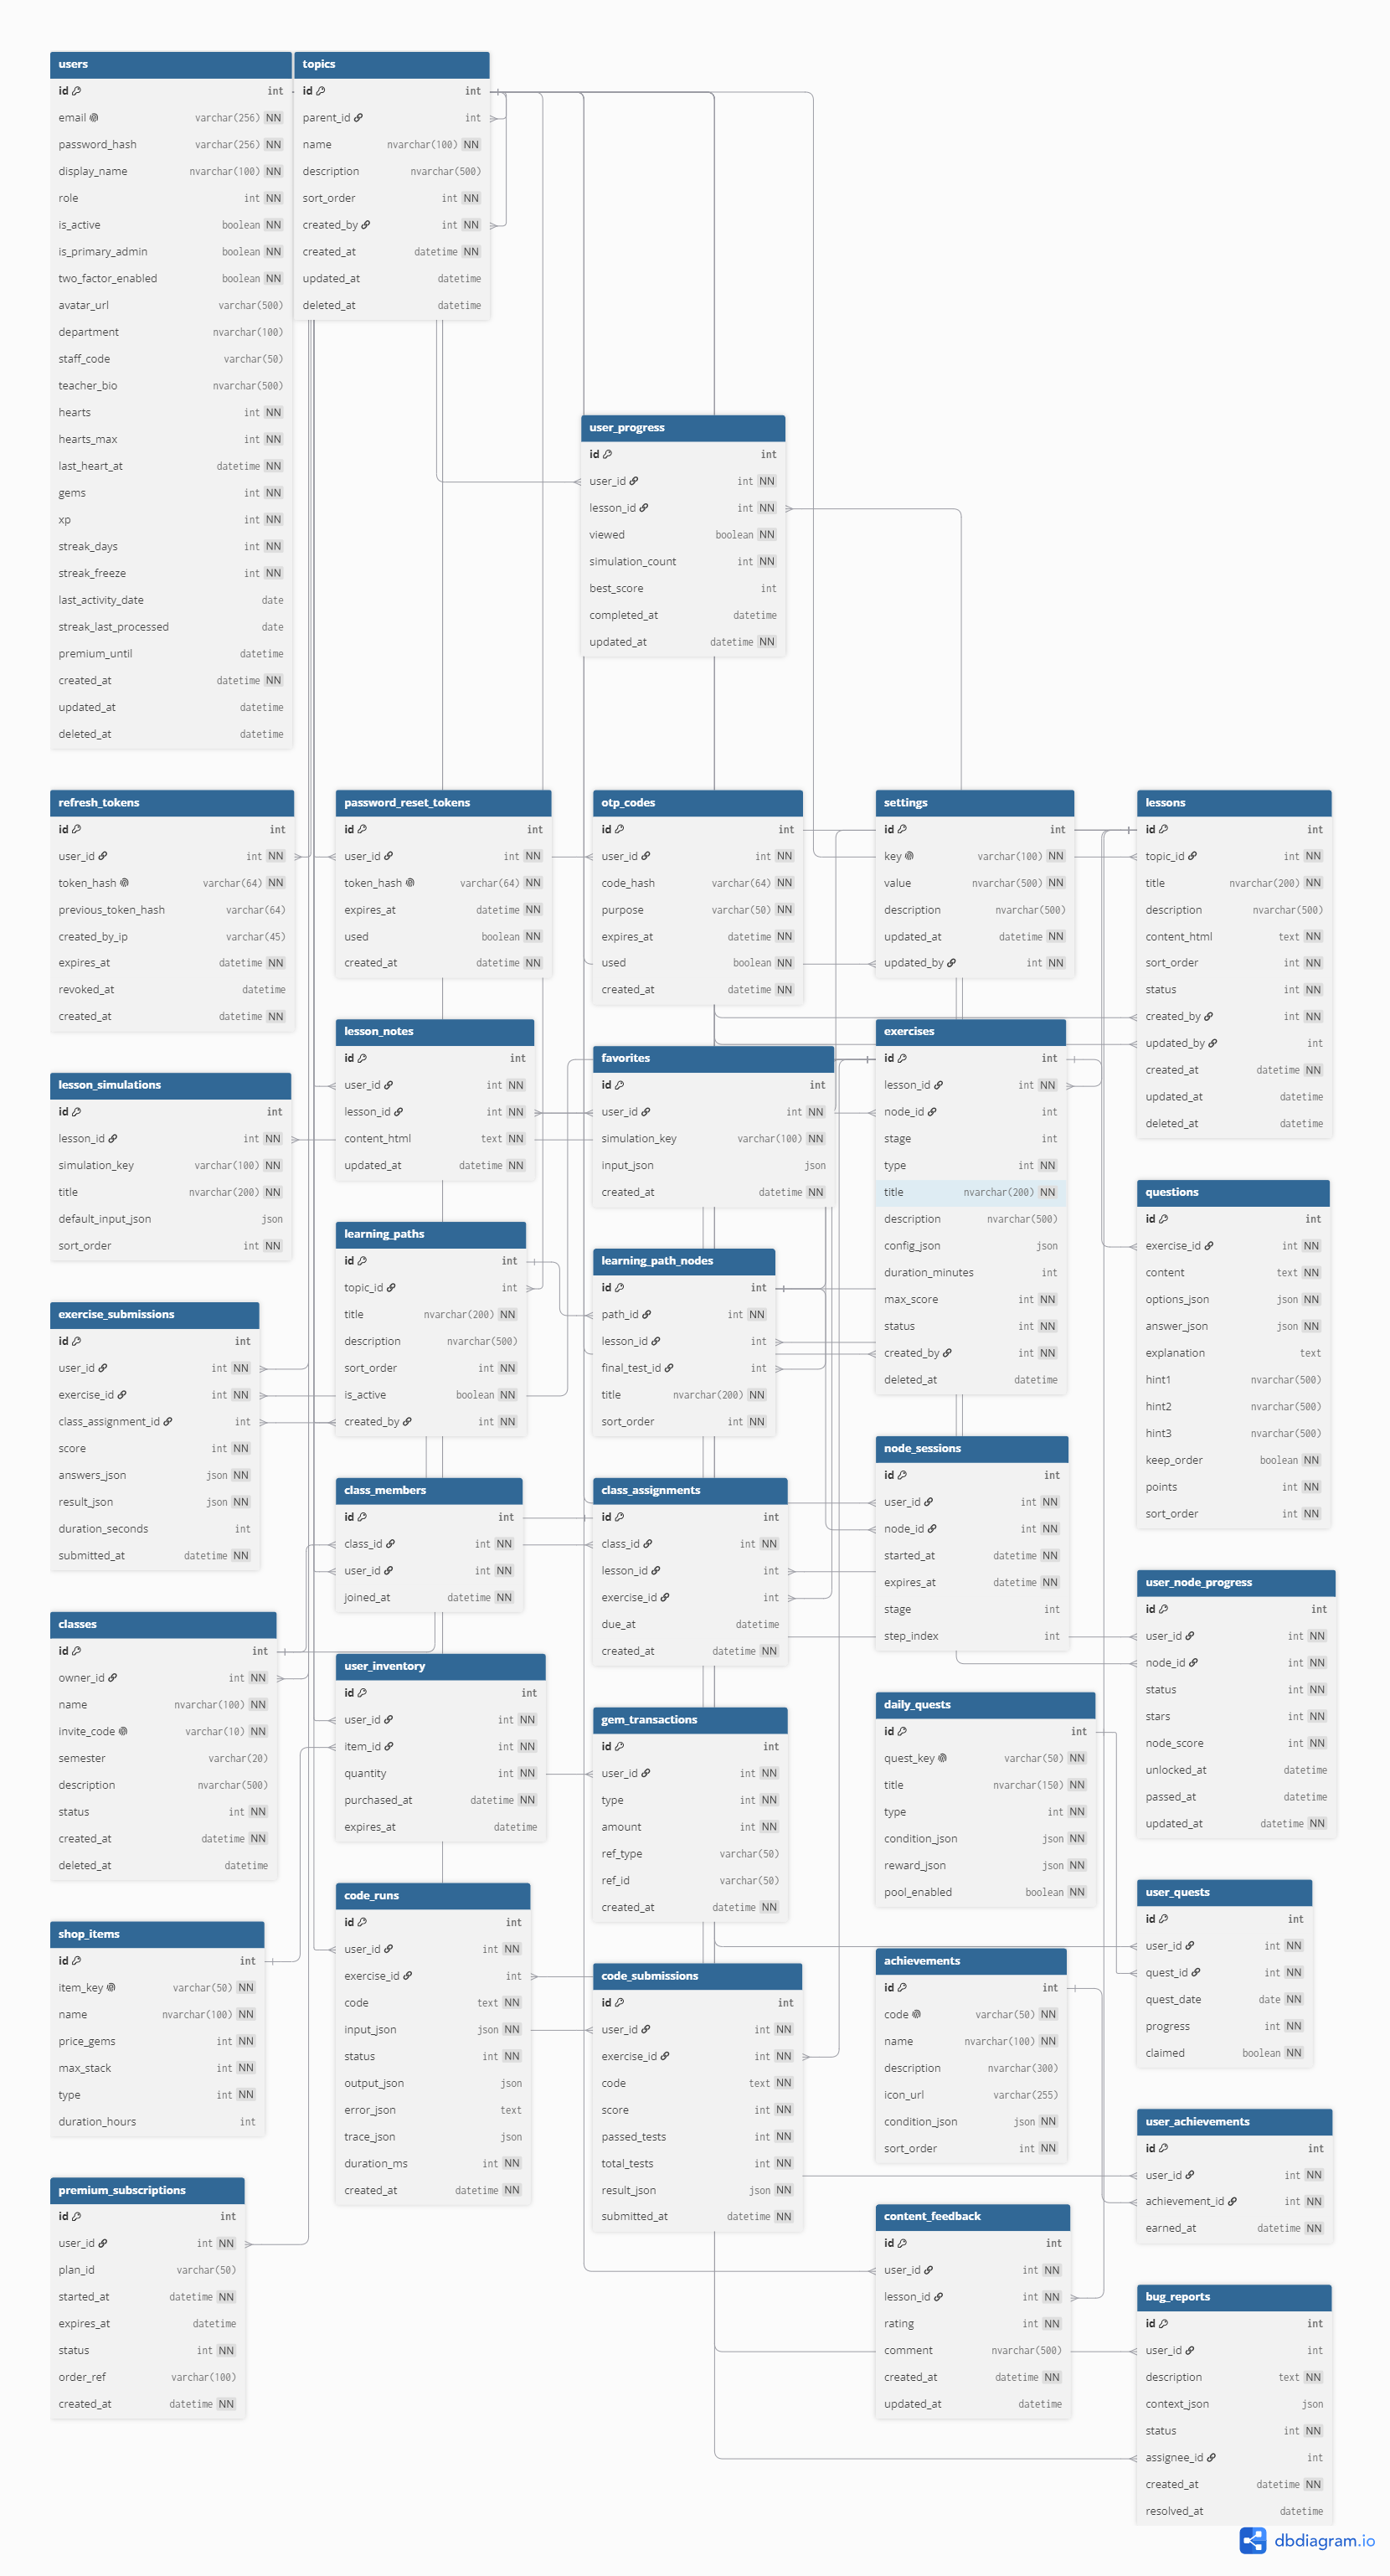 users
id int
email varchar(256) NN
password_hash varchar(256) NN
display_name nvarchar(100) NN
role int NN
is_active boolean NN
is_primary_admin boolean NN
two_factor_enabled boolean NN
avatar_url varchar(500)
department nvarchar(100)
staff_code varchar(50)
teacher_bio nvarchar(500)
hearts int NN
hearts_max int NN
last_heart_at datetime NN
gems int NN
xp int NN
streak_days int NN
streak_freeze int NN
last_activity_date date
streak_last_processed date
premium_until datetime
created_at datetime NN
updated_at datetime
deleted_at datetime
topics
id int
parent_id int
name nvarchar(100) NN
description nvarchar(500)
sort_order int NN
created_by int NN
created_at datetime NN
updated_at datetime
deleted_at datetime
user_progress
id int
user_id int NN
lesson_id int NN
viewed boolean NN
simulation_count int NN
best_score int
completed_at datetime
updated_at datetime NN
refresh_tokens
id int
user_id int NN
token_hash varchar(64) NN
previous_token_hash varchar(64)
created_by_ip varchar(45)
expires_at datetime NN
revoked_at datetime
created_at datetime NN
password_reset_tokens
id int
user_id int NN
token_hash varchar(64) NN
expires_at datetime NN
used boolean NN
created_at datetime NN
otp_codes
id int
user_id int NN
code_hash varchar(64) NN
purpose varchar(50) NN
expires_at datetime NN
used boolean NN
created_at datetime NN
settings
id int
key varchar(100) NN
value nvarchar(500) NN
description nvarchar(500)
updated_at datetime NN
updated_by int NN
lessons
id int
topic_id int NN
title nvarchar(200) NN
description nvarchar(500)
content_html text NN
sort_order int NN
status int NN
created_by int NN
updated_by int
created_at datetime NN
updated_at datetime
deleted_at datetime
lesson_simulations
id int
lesson_id int NN
simulation_key varchar(100) NN
title nvarchar(200) NN
default_input_json json
sort_order int NN
lesson_notes
id int
user_id int NN
lesson_id int NN
content_html text NN
updated_at datetime NN
favorites
id int
user_id int NN
simulation_key varchar(100) NN
input_json json
created_at datetime NN
exercises
id int
lesson_id int NN
node_id int
stage int
type int NN
title nvarchar(200) NN
description nvarchar(500)
config_json json
duration_minutes int
max_score int NN
status int NN
created_by int NN
deleted_at datetime
questions
id int
exercise_id int NN
content text NN
options_json json NN
answer_json json NN
explanation text
hint1 nvarchar(500)
hint2 nvarchar(500)
hint3 nvarchar(500)
keep_order boolean NN
points int NN
sort_order int NN
exercise_submissions
id int
user_id int NN
exercise_id int NN
class_assignment_id int
score int NN
answers_json json NN
result_json json NN
duration_seconds int
submitted_at datetime NN
learning_paths
id int
topic_id int
title nvarchar(200) NN
description nvarchar(500)
sort_order int NN
is_active boolean NN
created_by int NN
learning_path_nodes
id int
path_id int NN
lesson_id int
final_test_id int
title nvarchar(200) NN
sort_order int NN
node_sessions
id int
user_id int NN
node_id int NN
started_at datetime NN
expires_at datetime NN
stage int
step_index int
user_node_progress
id int
user_id int NN
node_id int NN
status int NN
stars int NN
node_score int NN
unlocked_at datetime
passed_at datetime
updated_at datetime NN
classes
id int
owner_id int NN
name nvarchar(100) NN
invite_code varchar(10) NN
semester varchar(20)
description nvarchar(500)
status int NN
created_at datetime NN
deleted_at datetime
class_members
id int
class_id int NN
user_id int NN
joined_at datetime NN
class_assignments
id int
class_id int NN
lesson_id int
exercise_id int
due_at datetime
created_at datetime NN
user_inventory
id int
user_id int NN
item_id int NN
quantity int NN
purchased_at datetime NN
expires_at datetime
gem_transactions
id int
user_id int NN
type int NN
amount int NN
ref_type varchar(50)
ref_id varchar(50)
created_at datetime NN
daily_quests
id int
quest_key varchar(50) NN
title nvarchar(150) NN
type int NN
condition_json json NN
reward_json json NN
pool_enabled boolean NN
user_quests
id int
user_id int NN
quest_id int NN
quest_date date NN
progress int NN
claimed boolean NN
shop_items
id int
item_key varchar(50) NN
name nvarchar(100) NN
price_gems int NN
max_stack int NN
type int NN
duration_hours int
code_runs
id int
user_id int NN
exercise_id int
code text NN
input_json json NN
status int NN
output_json json
error_json text
trace_json json
duration_ms int NN
created_at datetime NN
code_submissions
id int
user_id int NN
exercise_id int NN
code text NN
score int NN
passed_tests int NN
total_tests int NN
result_json json NN
submitted_at datetime NN
achievements
id int
code varchar(50) NN
name nvarchar(100) NN
description nvarchar(300)
icon_url varchar(255)
condition_json json NN
sort_order int NN
user_achievements
id int
user_id int NN
achievement_id int NN
earned_at datetime NN
premium_subscriptions
id int
user_id int NN
plan_id varchar(50)
started_at datetime NN
expires_at datetime
status int NN
order_ref varchar(100)
created_at datetime NN
content_feedback
id int
user_id int NN
lesson_id int NN
rating int NN
comment nvarchar(500)
created_at datetime NN
updated_at datetime
bug_reports
id int
user_id int
description text NN
context_json json
status int NN
assignee_id int
created_at datetime NN
resolved_at datetime
dbdiagram.io